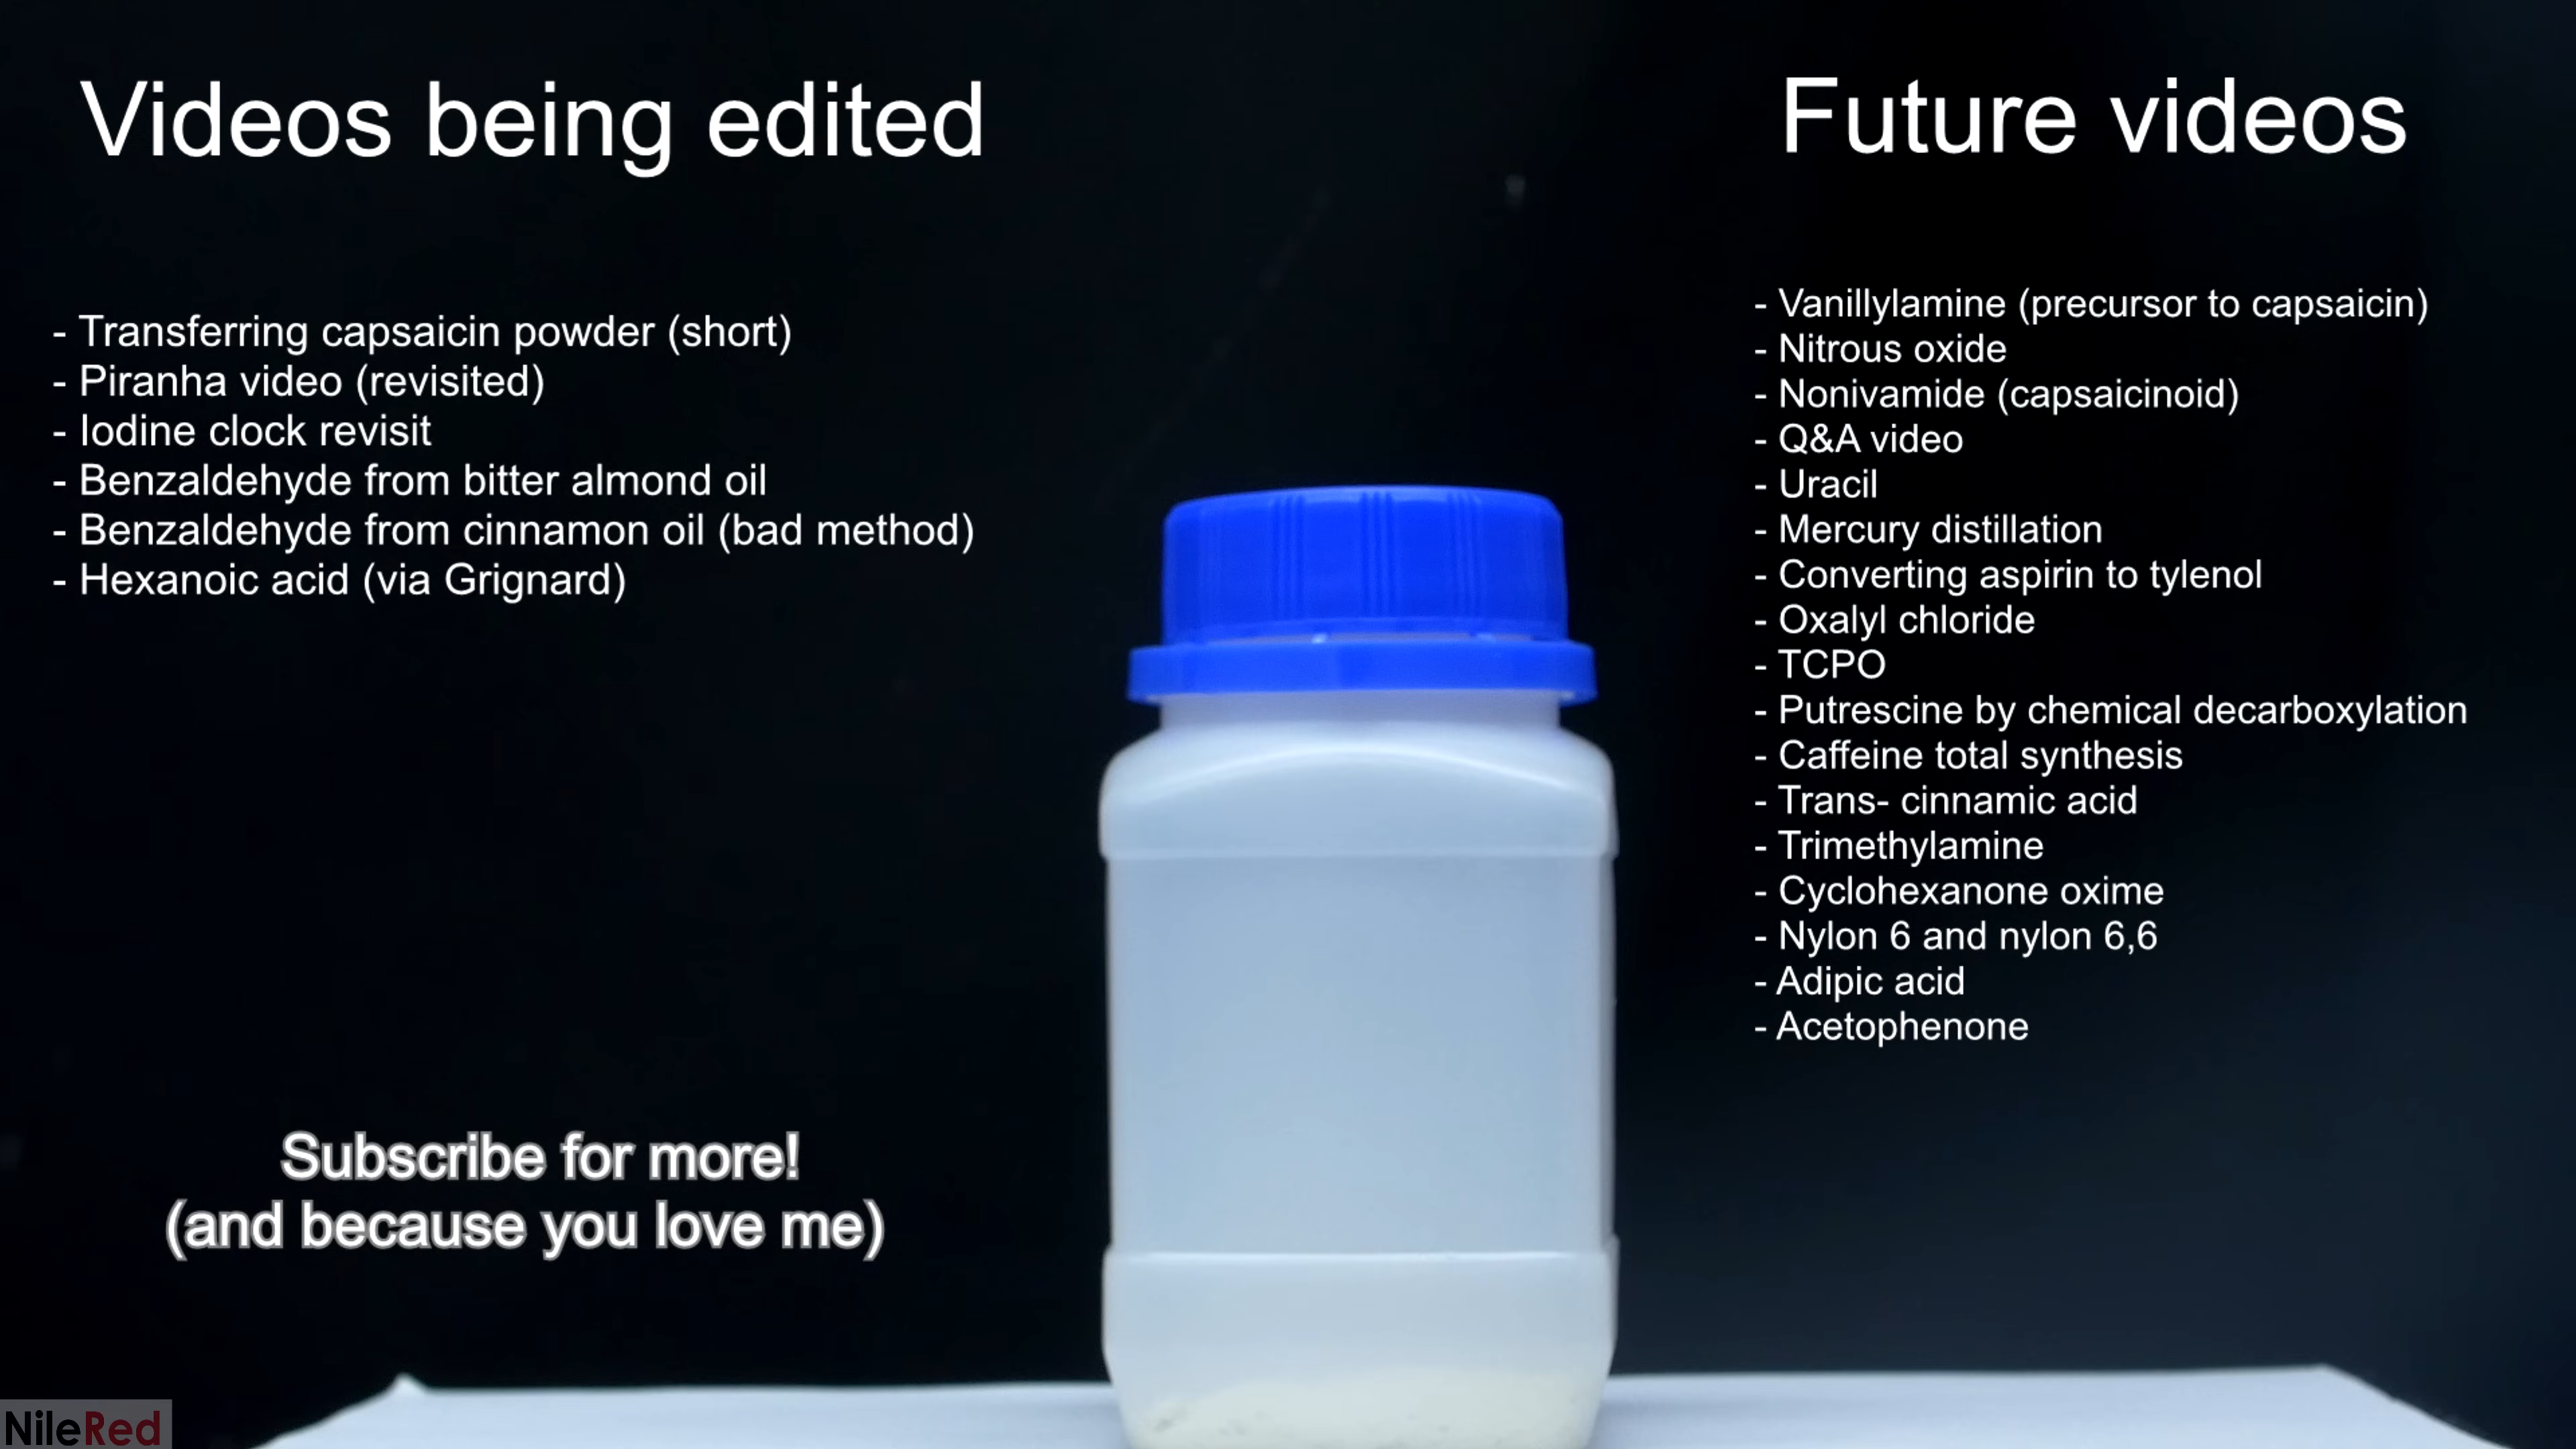 Videos being edited
- Transferring capsaicin powder (short)
- Piranha video (revisited)
- Iodine clock revisit
- Benzaldehyde from bitter almond oil
- Benzaldehyde from cinnamon oil (bad method)
- Hexanoic acid (via Grignard)
Subscribe for more!
(and because you love me)
Future videos
- Vanillylamine (precursor to capsaicin)
- Nitrous oxide
- Nonivamide (capsaicinoid)
- Q&A video
- Uracil
- Mercury distillation
- Converting aspirin to tylenol
- Oxalyl chloride
- TCPO
- Putrescine by chemical decarboxylation
- Caffeine total synthesis
- Trans- cinnamic acid
- Trimethylamine
- Cyclohexanone oxime
- Nylon 6 and nylon 6,6
- Adipic acid
- Acetophenone
NileRed